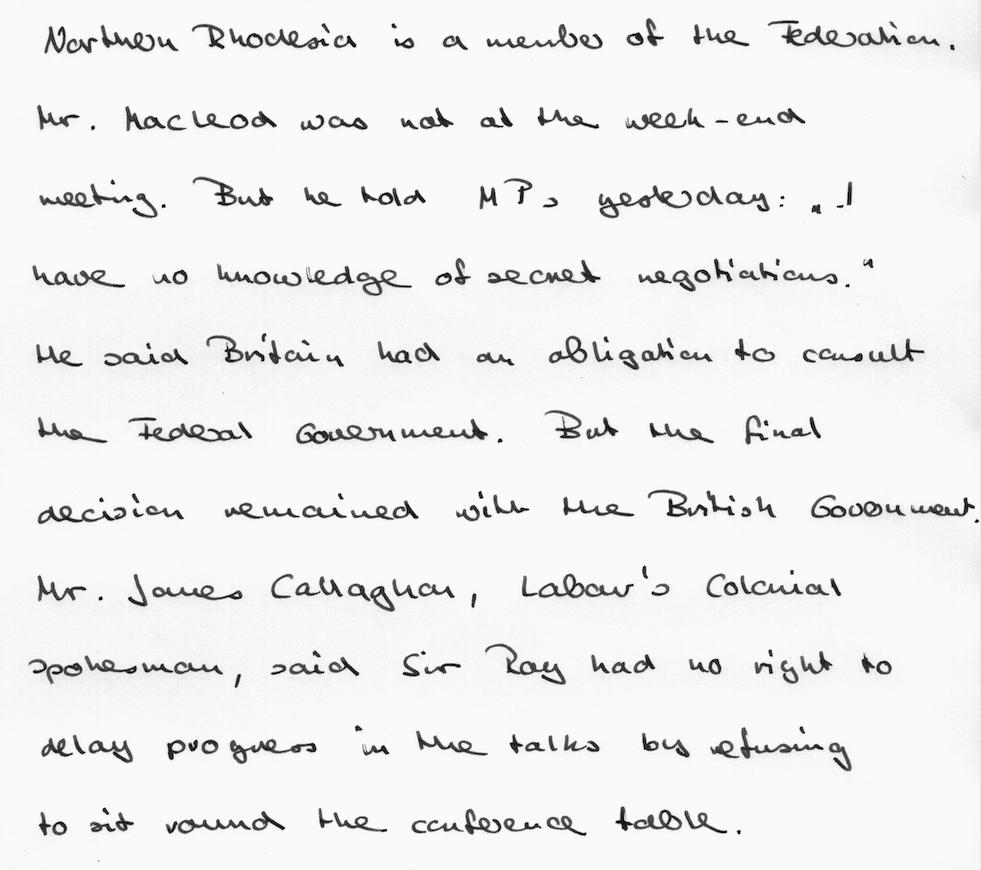 Northern Rhodesia is a member of the Federation.
Mr. Macleod was not at the week-end
meeting. But he told MPs yesterday: „I
have no knowledge of secret negotiations."
He said Britain had an obligation to consult
the Federal Government. But the final
decision remained with the British Government.
Mr. James Callaghan, Labour's Colonial
spokesman, said Sir Roy had no right to
delay progress in the talks by refusing
to sit round the conference table.